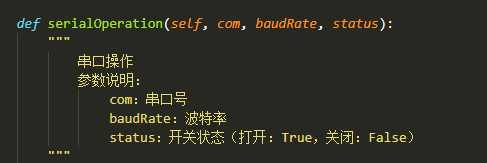 def serialOperation(self, com, baudRate, status):
"""
串口操作
参数说明：
com：串口号
baudRate：波特率
status：开关状态（打开：True，关闭：False）
"""